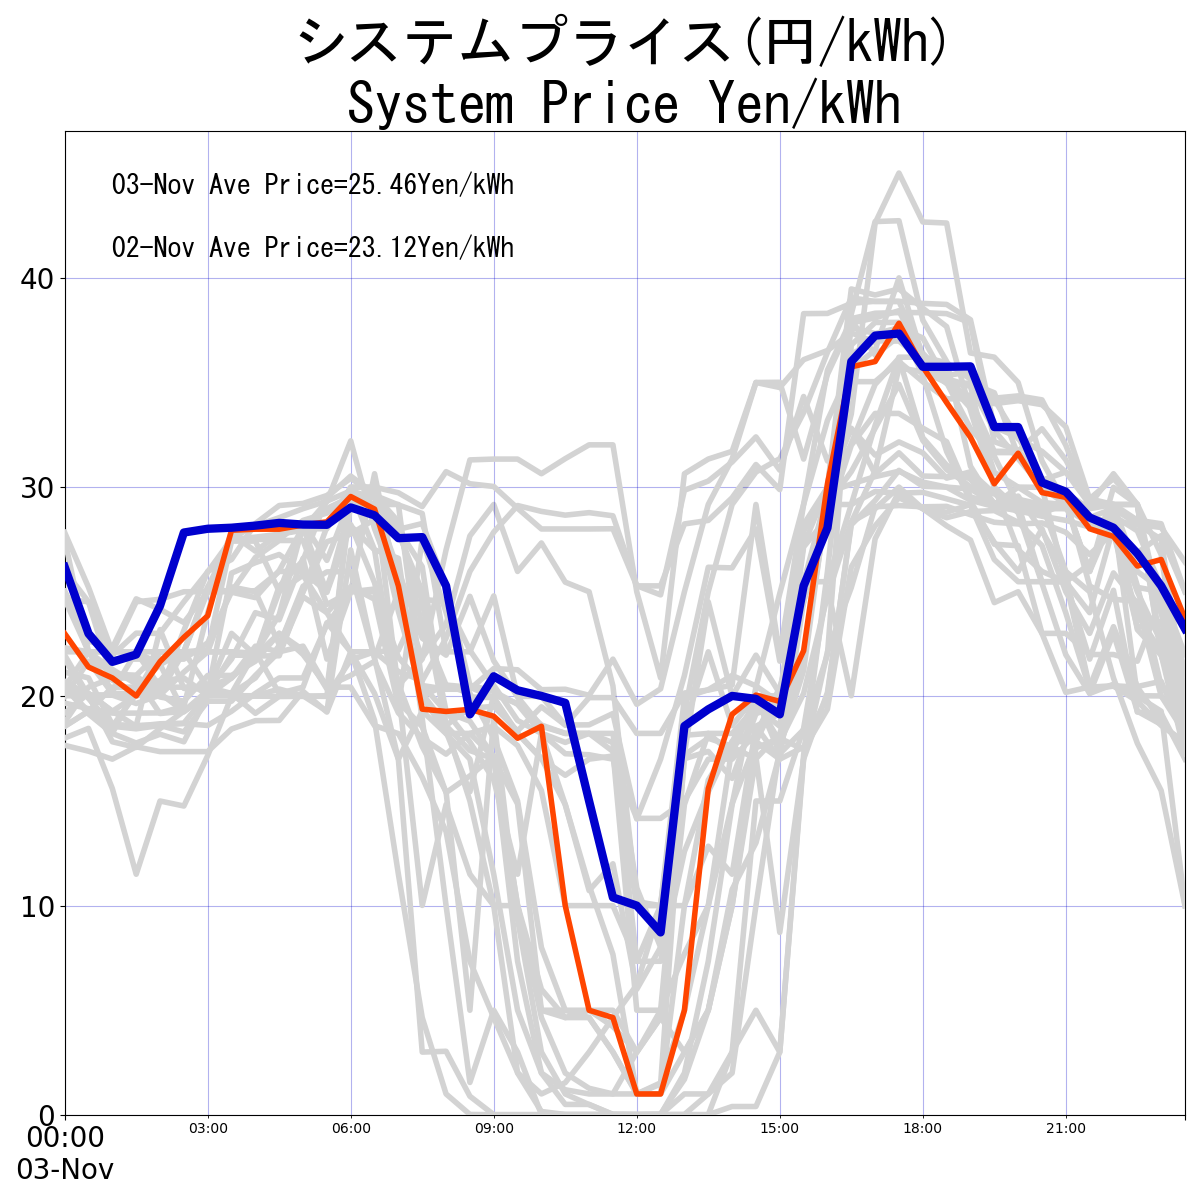 システムプライス(円/kWh)
System Price Yen/kWh
03-Nov Ave Price=25.46Yen/kWh
02-Nov Ave Price=23.12Yen/kWh
40
30
20
10
0
00:00 03:00 06:00 09:00 12:00 15:00 18:00 21:00
03-Nov